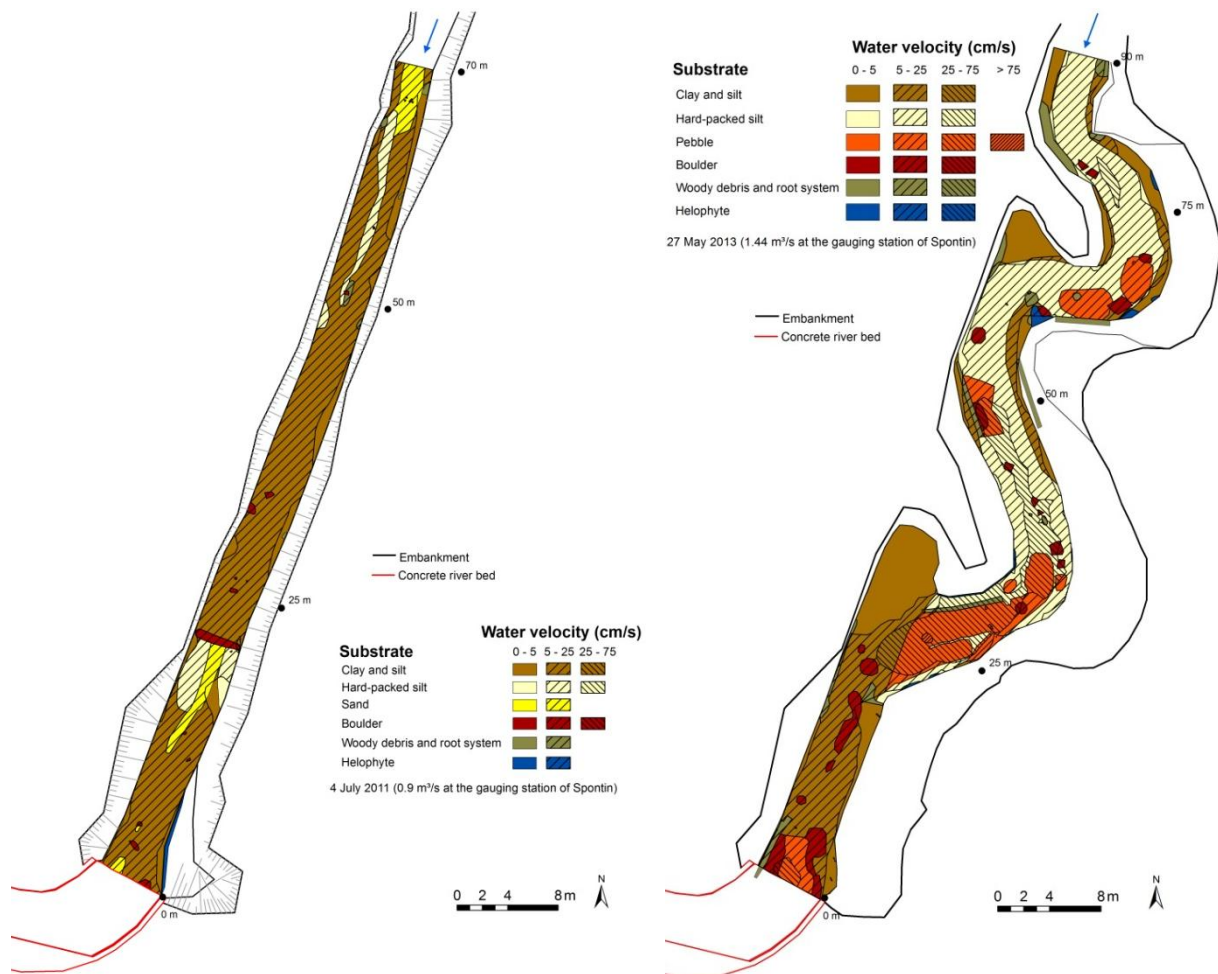 70 m
50 m
25 m
0 m
Embankment
Concrete river bed
Water velocity (cm/s)
Substrate 0 - 5 5 - 25 25 - 75
Clay and silt
Hard-packed silt
Sand
Boulder
Woody debris and root system
Helophyte
4 July 2011 (0.9 m³/s at the gauging station of Spontin)
0 2 4 8 m
N
Water velocity (cm/s)
Substrate 0 - 5 5 - 25 25 - 75 > 75
Clay and silt
Hard-packed silt
Pebble
Boulder
Woody debris and root system
Helophyte
27 May 2013 (1.44 m³/s at the gauging station of Spontin)
Embankment
Concrete river bed
90 m
75 m
50 m
25 m
0 m
0 2 4 8 m
N